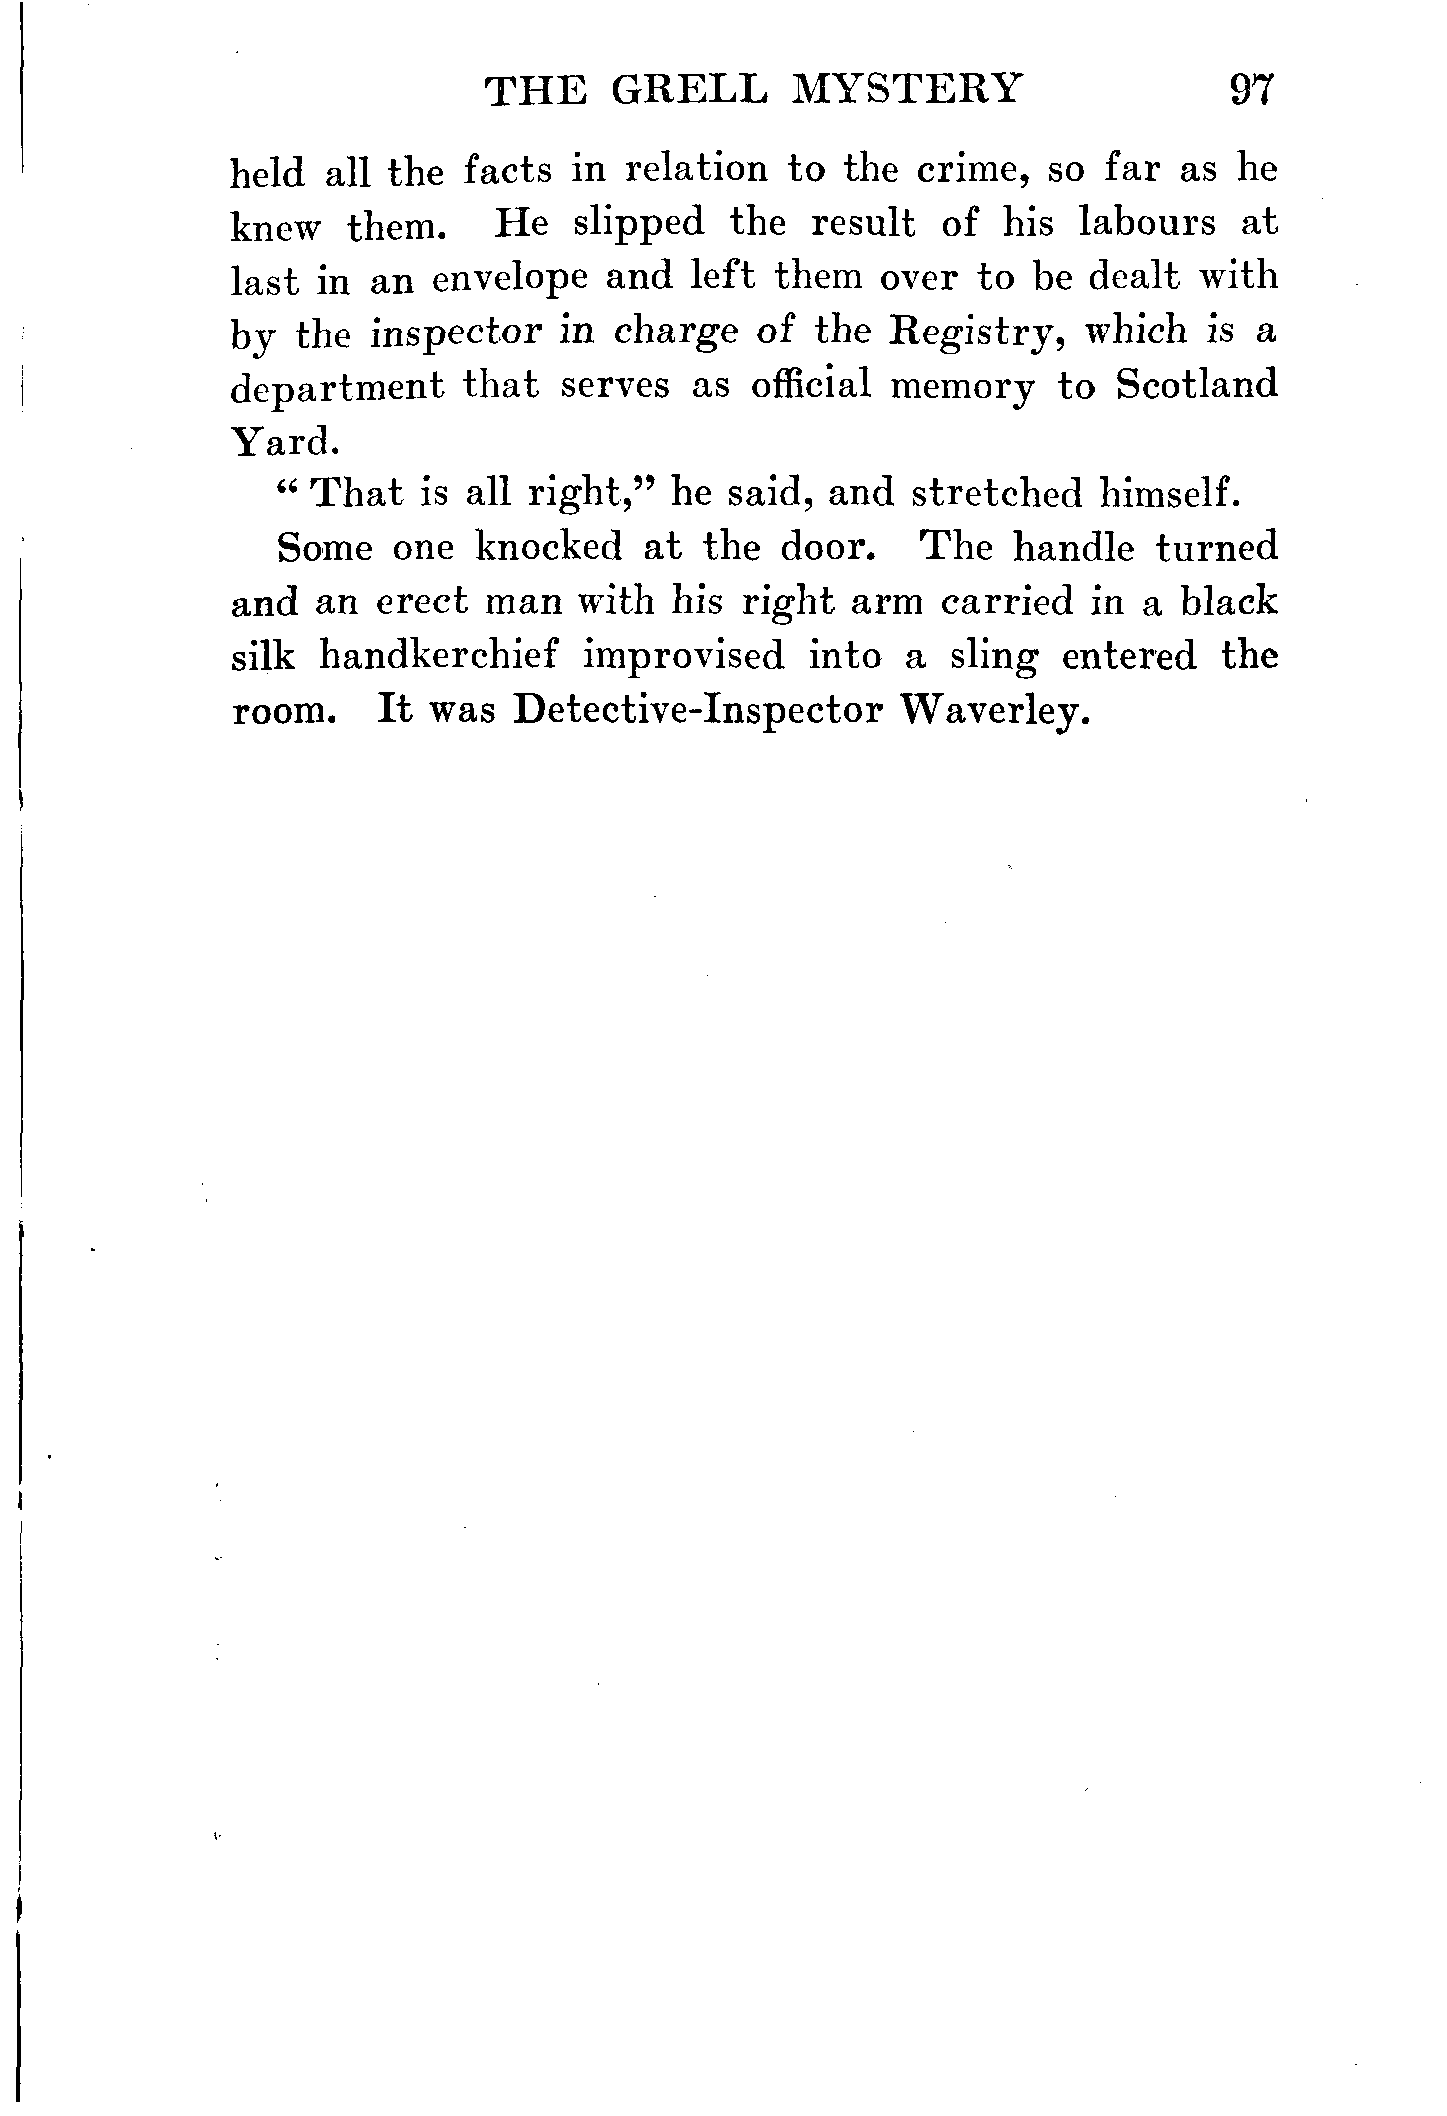 THE GRELL MYSTERY 97
held all the facts in relation to the crime, so far as he
knew them. He slipped the result of his labours at
last in an envelope and left them over to be dealt with
by the inspector in charge of the Registry, which is a
department that serves as official memory to Scotland
Yard.
“ That is all right,” he said, and stretched himself.
Some one knocked at the door. The handle turned
and an erect man with his right arm carried in a black
silk handkerchief improvised into a sling entered the
room. It was Detective-Inspector Waverley.